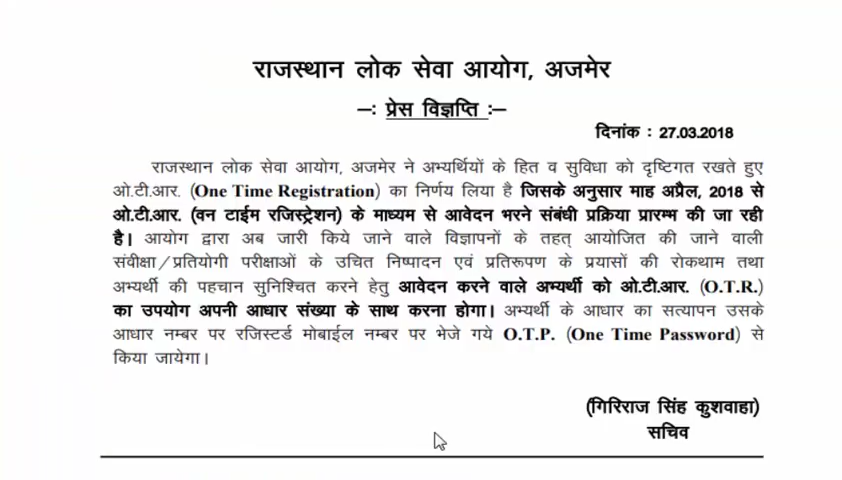 राजस्थान लोक सेवा आयोग, अजमेर
–: प्रेस विज्ञप्ति :–
दिनांक : 27.03.2018
राजस्थान लोक सेवा आयोग, अजमेर ने अभ्यर्थियों के हित व सुविधा को दृष्टिगत रखते हुए
ओ.टी.आर. (One Time Registration) का निर्णय लिया है जिसके अनुसार माह अप्रैल, 2018 से
ओ.टी.आर. (वन टाईम रजिस्ट्रेशन) के माध्यम से आवेदन भरने संबंधी प्रक्रिया प्रारम्भ की जा रही
है। आयोग द्वारा अब जारी किये जाने वाले विज्ञापनों के तहत् आयोजित की जाने वाली
संवीक्षा/प्रतियोगी परीक्षाओं के उचित निष्पादन एवं प्रतिरूपण के प्रयासों की रोकथाम तथा
अभ्यर्थी की पहचान सुनिश्चित करने हेतु आवेदन करने वाले अभ्यर्थी को ओ.टी.आर. (O.T.R.)
का उपयोग अपनी आधार संख्या के साथ करना होगा। अभ्यर्थी के आधार का सत्यापन उसके
आधार नम्बर पर रजिस्टर्ड मोबाईल नम्बर पर भेजे गये O.T.P. (One Time Password) से
किया जायेगा।
(गिरिराज सिंह कुशवाहा)
सचिव